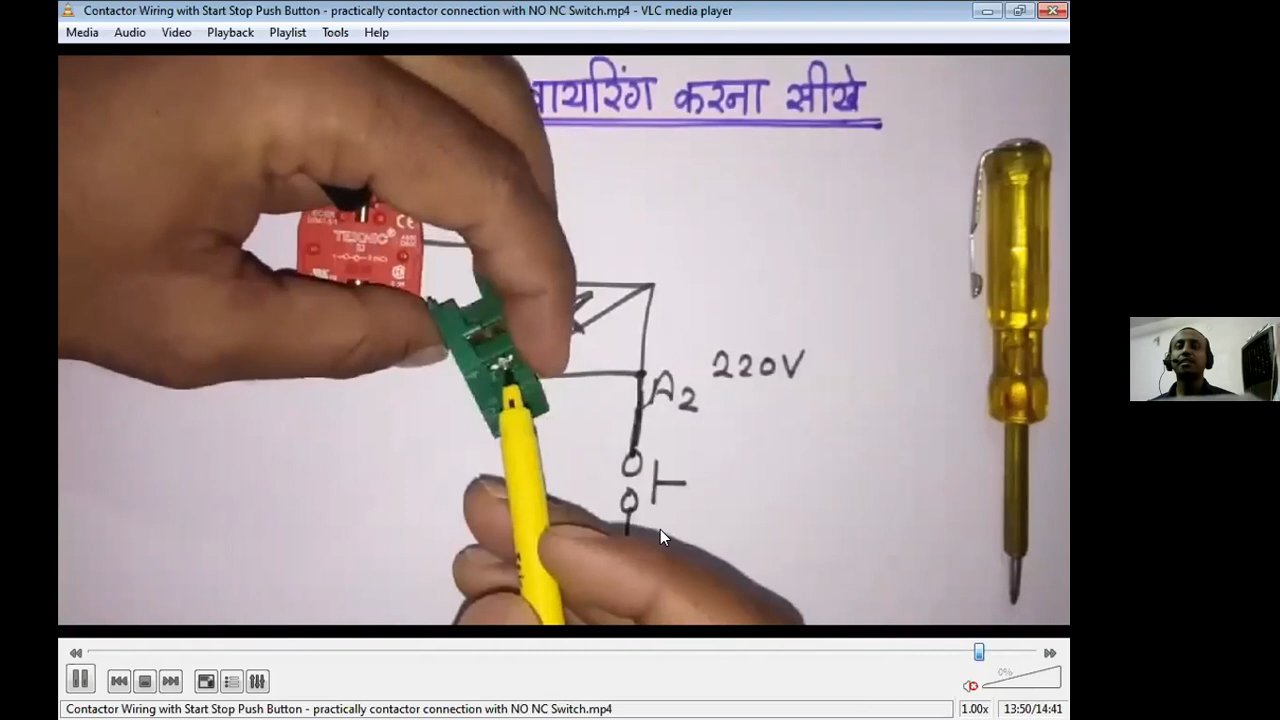 Contactor Wiring with Start Stop Push Button - practically contactor connection with NO NC Switch.mp4 - VLC media player
Media Audio Video Playback Playlist Tools Help
वायरिंग करना सीखे
CE
TEKNIC
220V
A2
0%
Contactor Wiring with Start Stop Push Button - practically contactor connection with NO NC Switch.mp4
1.00x
13:50/14:41